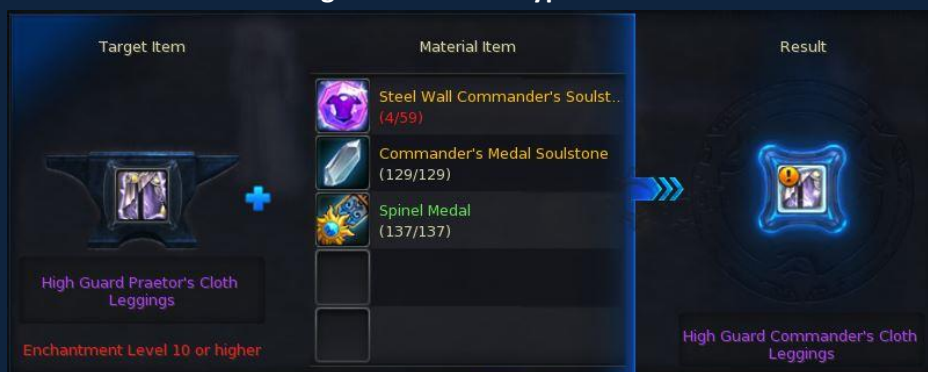 Target Item
Material Item
Result
Steel Wall Commander's Soulst..
(4/59)
Commander's Medal Soulstone
(129/129)
Spinel Medal
(137/137)
High Guard Praetor's Cloth
Leggings
Enchantment Level 10 or higher
High Guard Commander's Cloth
Leggings